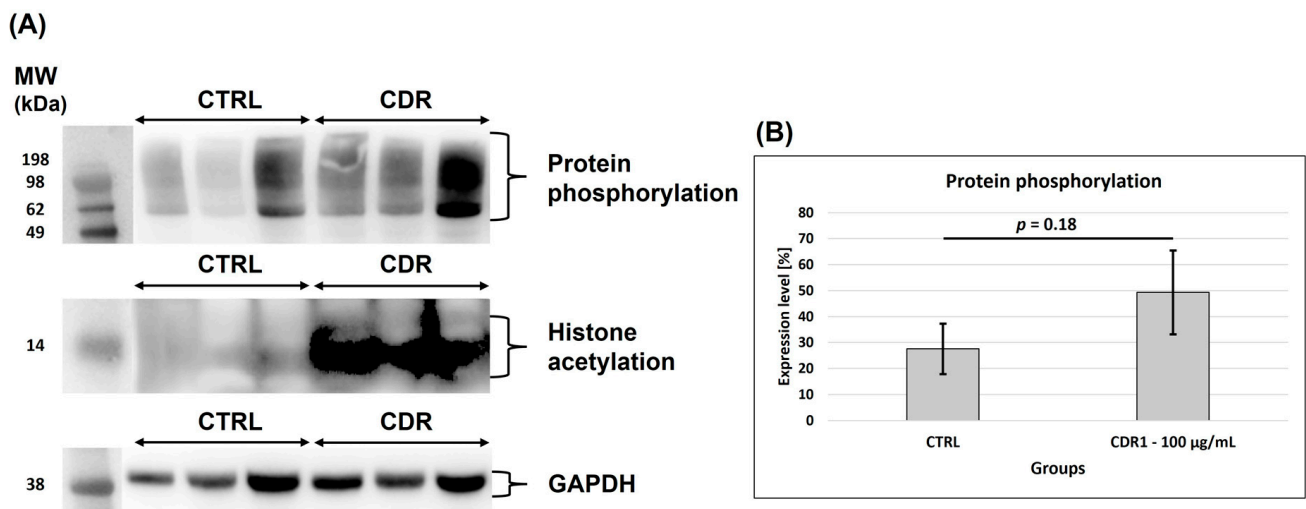 (A)
MW
(kDa)
CTRL CDR
198
98
62
49
Protein
phosphorylation
CTRL CDR
14
Histone
acetylation
CTRL CDR
38
GAPDH
(B)
Protein phosphorylation
p = 0.18
80
70
60
50
40
30
20
10
0
Expression level [%]
CTRL CDR1 - 100 µg/mL
Groups